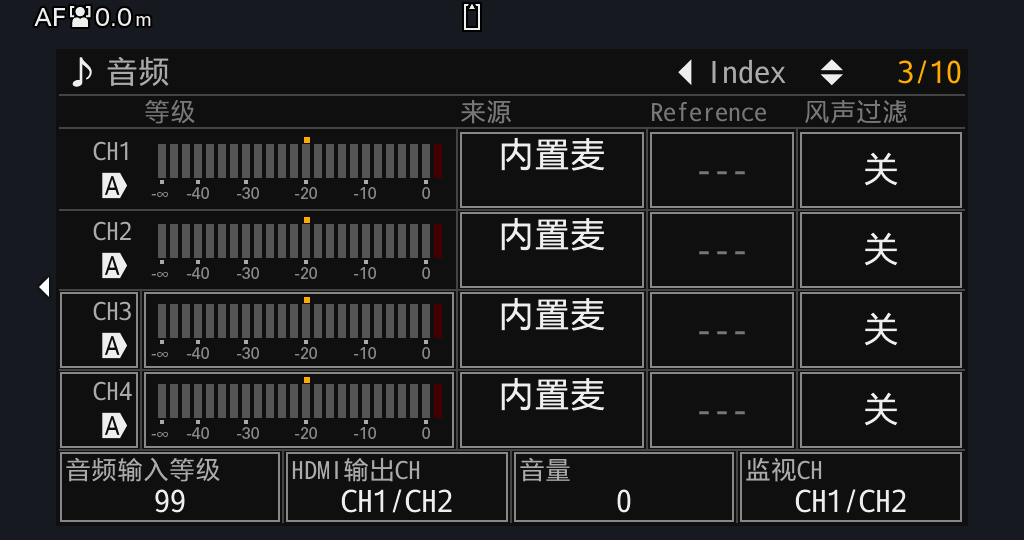 AF 0.0m
音频 Index 3/10
等级 来源 Reference 风声过滤
CH1 内置麦 --- 关
A -∞ -40 -30 -20 -10 0
CH2 内置麦 --- 关
A -∞ -40 -30 -20 -10 0
CH3 内置麦 --- 关
A -∞ -40 -30 -20 -10 0
CH4 内置麦 --- 关
A -∞ -40 -30 -20 -10 0
音频输入等级 HDMI输出CH 音量 监视CH
99 CH1/CH2 0 CH1/CH2